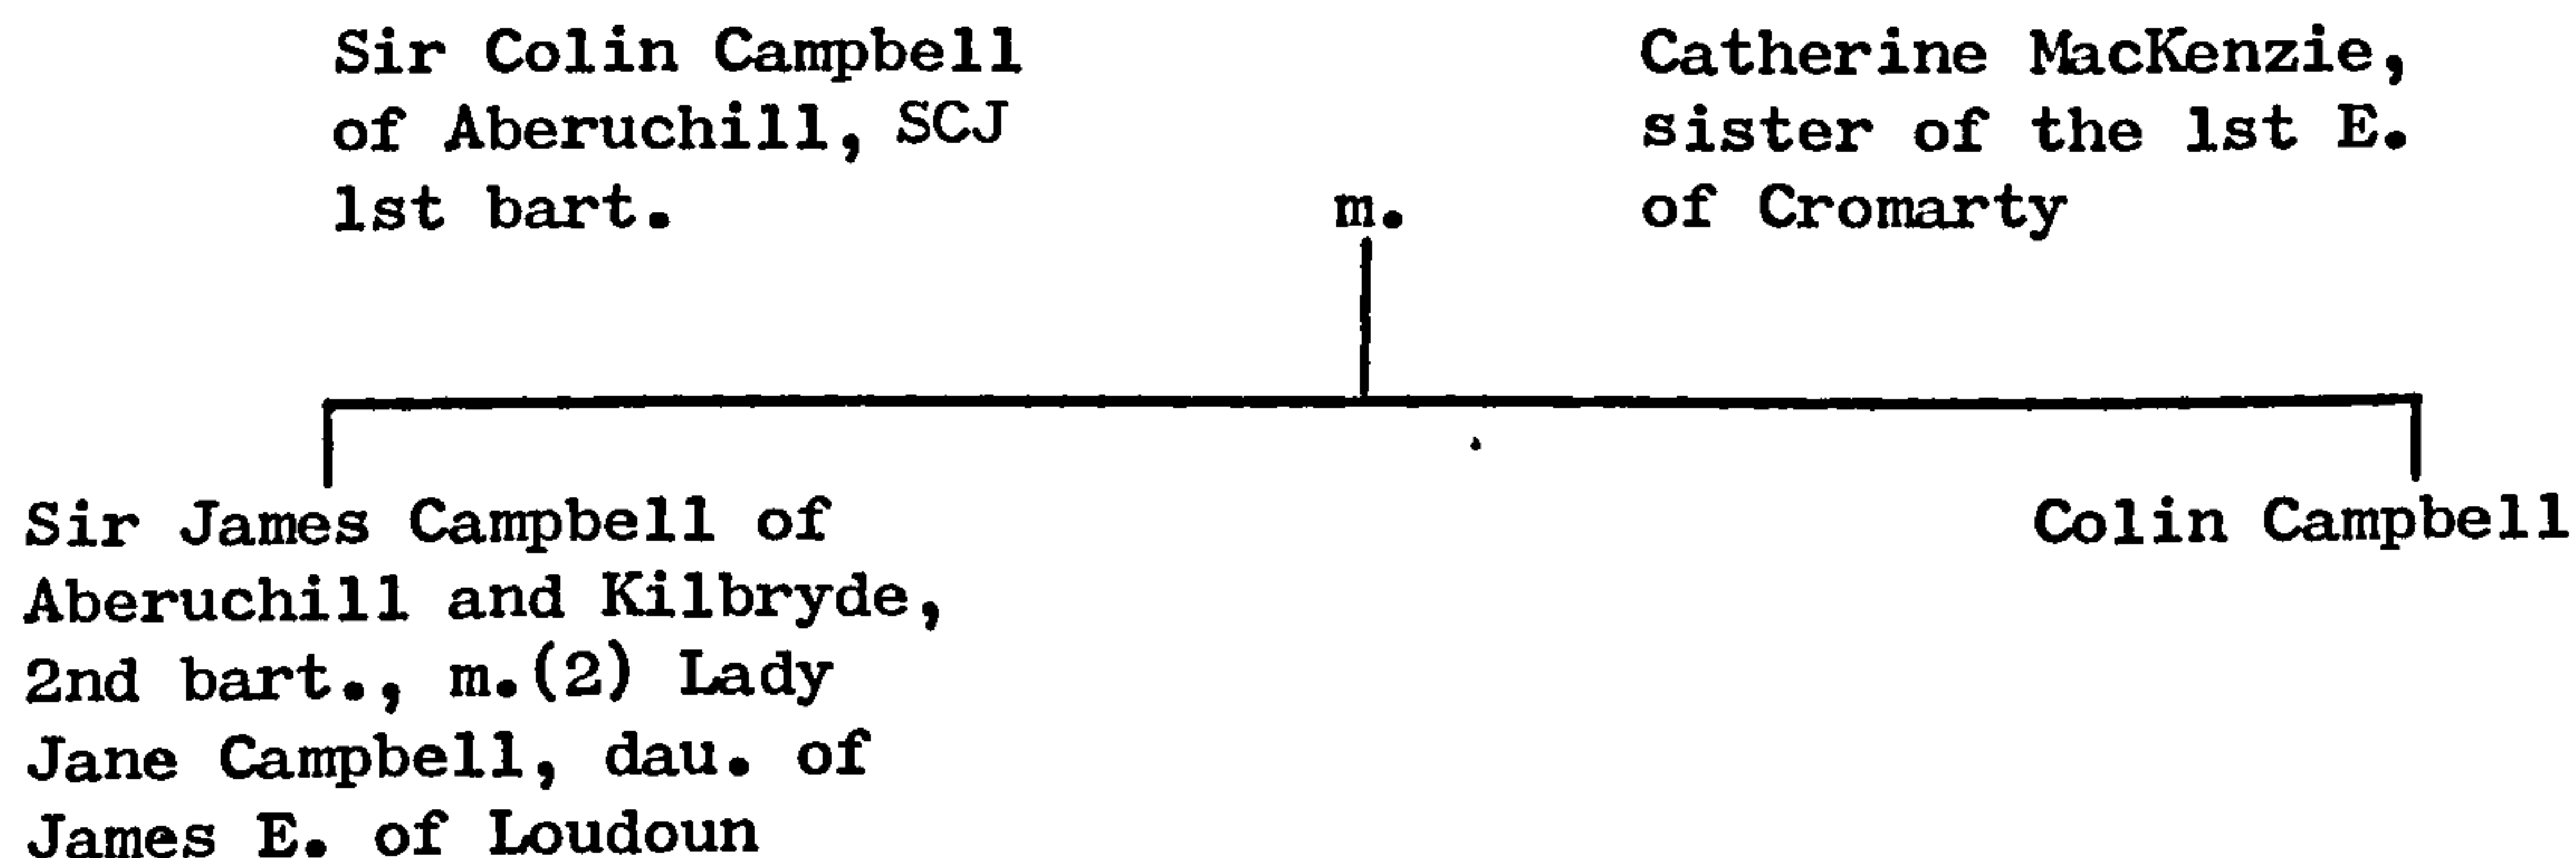 Sir Colin Campbell
of Aberuchill, SCJ
1st bart.
m.
Catherine MacKenzie,
sister of the 1st E.
of Cromarty
Sir James Campbell of
Aberuchill and Kilbryde,
2nd bart., m.(2) Lady
Jane Campbell, dau. of
James E. of Loudoun
Colin Campbell